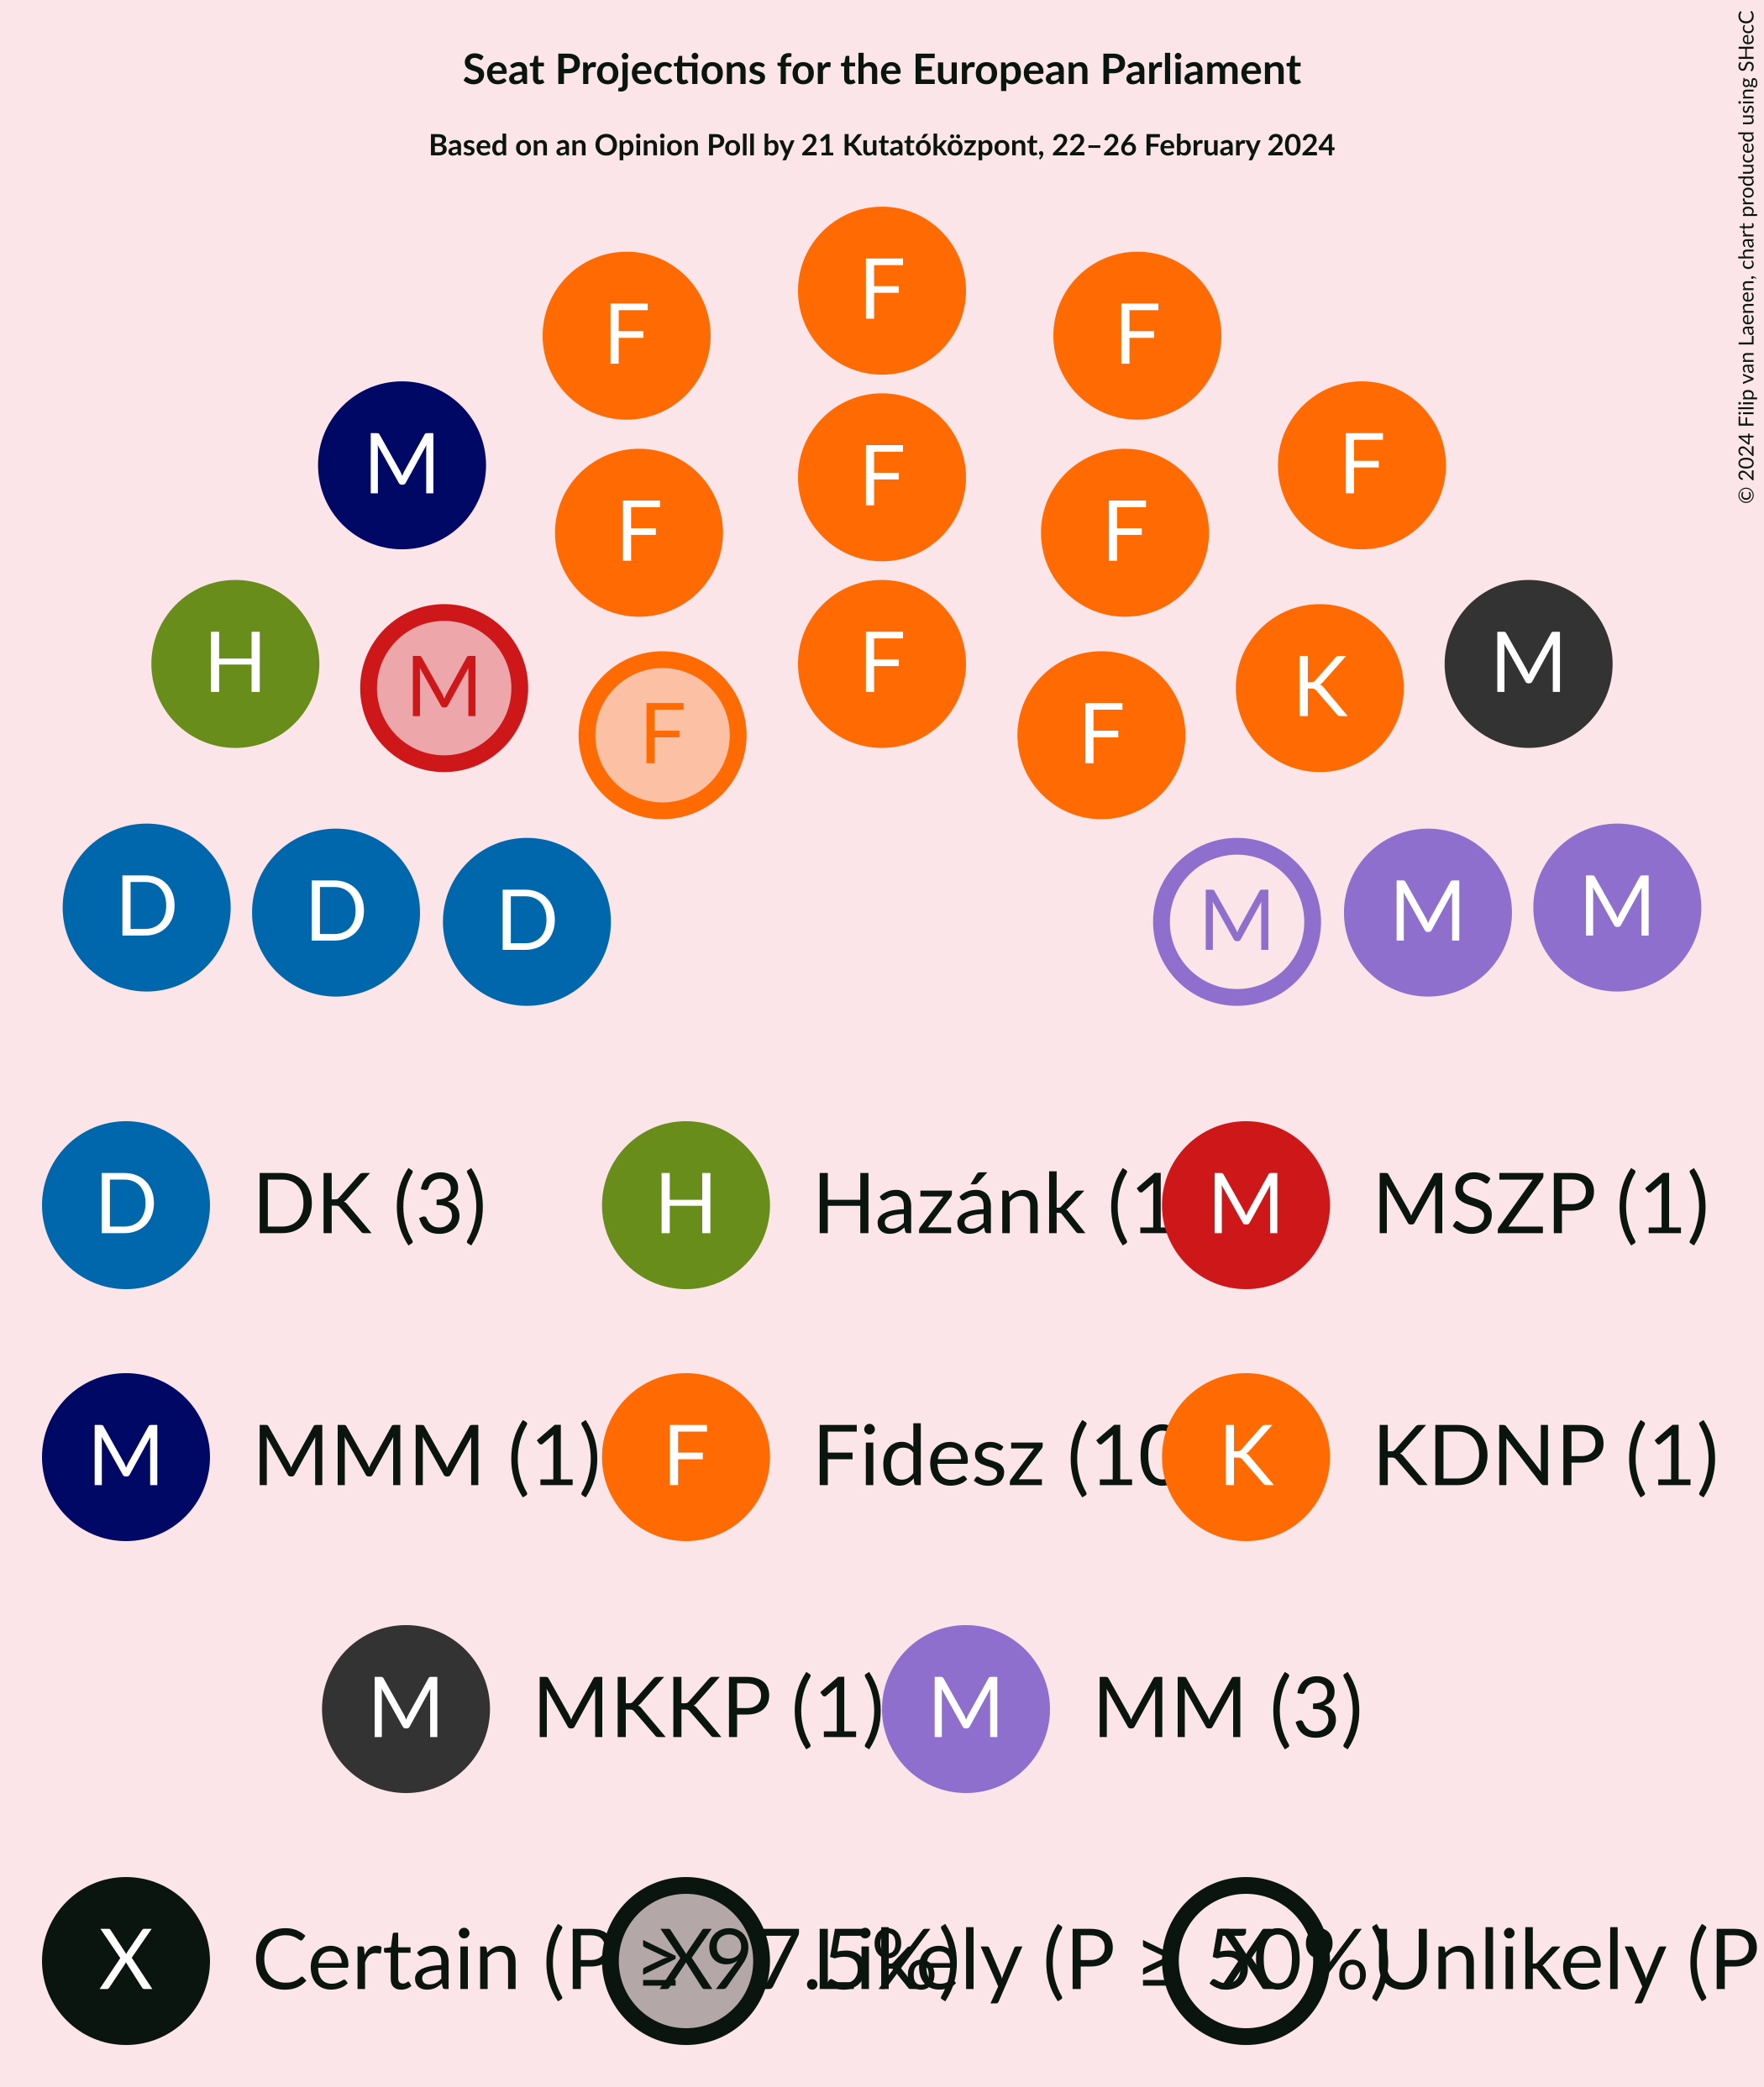 Seat Projections for the European Parliament
Based on an Opinion Poll by 21 Kutatóközpont, 22–26 February 2024
© 2024 Filip van Laenen, chart produced using SHecC
F
F F
M F
F
F F
H M
F
M K
F F
D D D M M M
D DK (3) H Hazánk (1 M MSZP (1)
M MMM (1) F Fidesz (10 K KDNP (1)
M MKKP (1) M MM (3)
X Certain (P ≥ 97.5%) X Likely (P ≥ 50%) X Unlikely (P